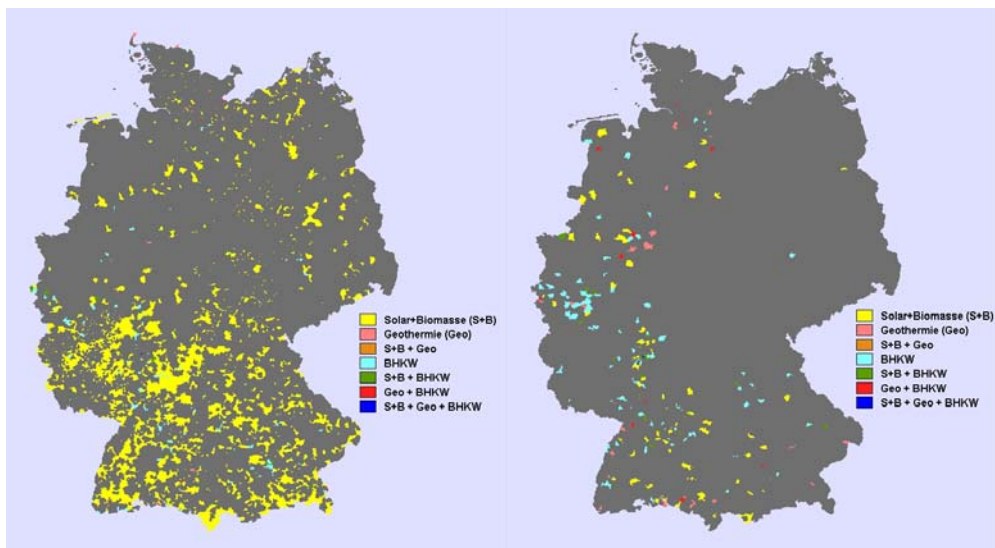 Solar+Biomasse (S+B)
Geothermie (Geo)
S+B + Geo
BHKW
S+B + BHKW
Geo + BHKW
S+B + Geo + BHKW
Solar+Biomasse (S+B)
Geothermie (Geo)
S+B + Geo
BHKW
S+B + BHKW
Geo + BHKW
S+B + Geo + BHKW